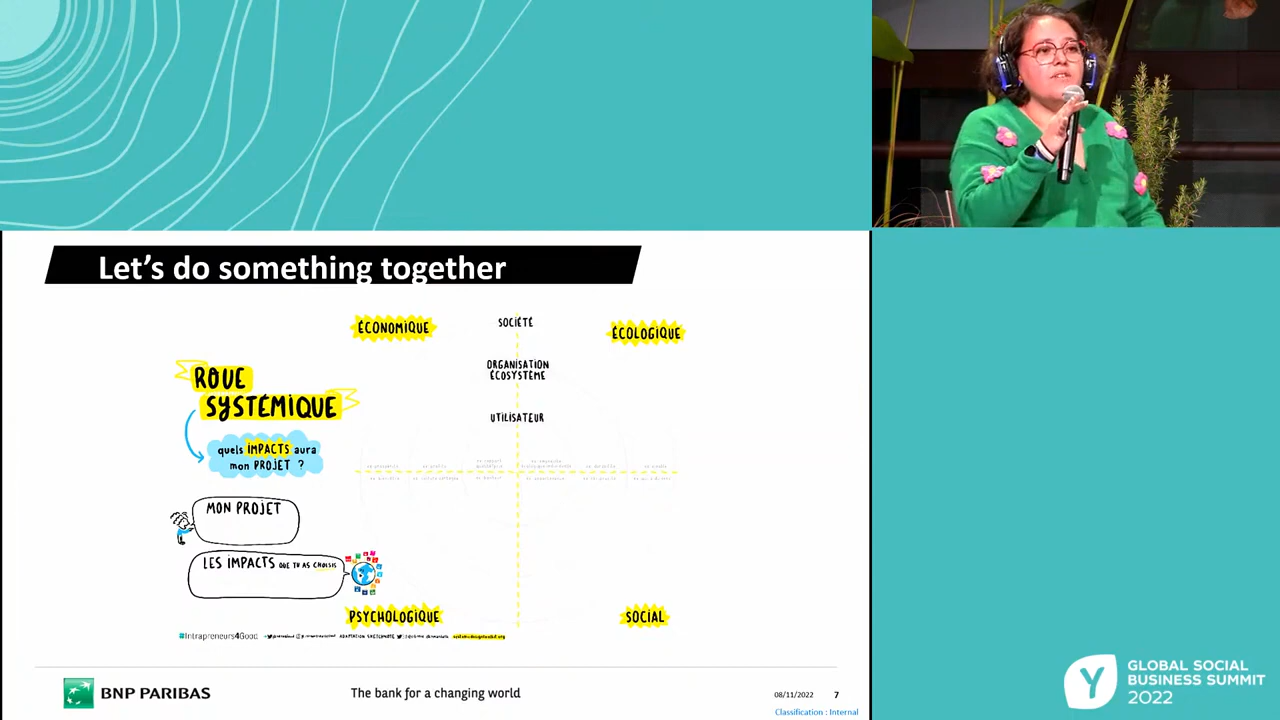 Let's do something together
ÉCONOMIQUE
SOCIÉTÉ
ÉCOLOGIQUE
ORGANISATION
ÉCOSYSTÈME
ROUE
SYSTÉMIQUE
UTILISATEUR
quels IMPACTS aura
mon PROJET ?
MON PROJET
LES IMPACTS QUE TU AS CHOISIS
PSYCHOLOGIQUE
SOCIAL
#Intrapreneurs4Good
ADAPTATION SKETCHNOTE
BNP PARIBAS
The bank for a changing world
08/11/2022
7
Classification : Internal
Y
GLOBAL SOCIAL
BUSINESS SUMMIT
2022